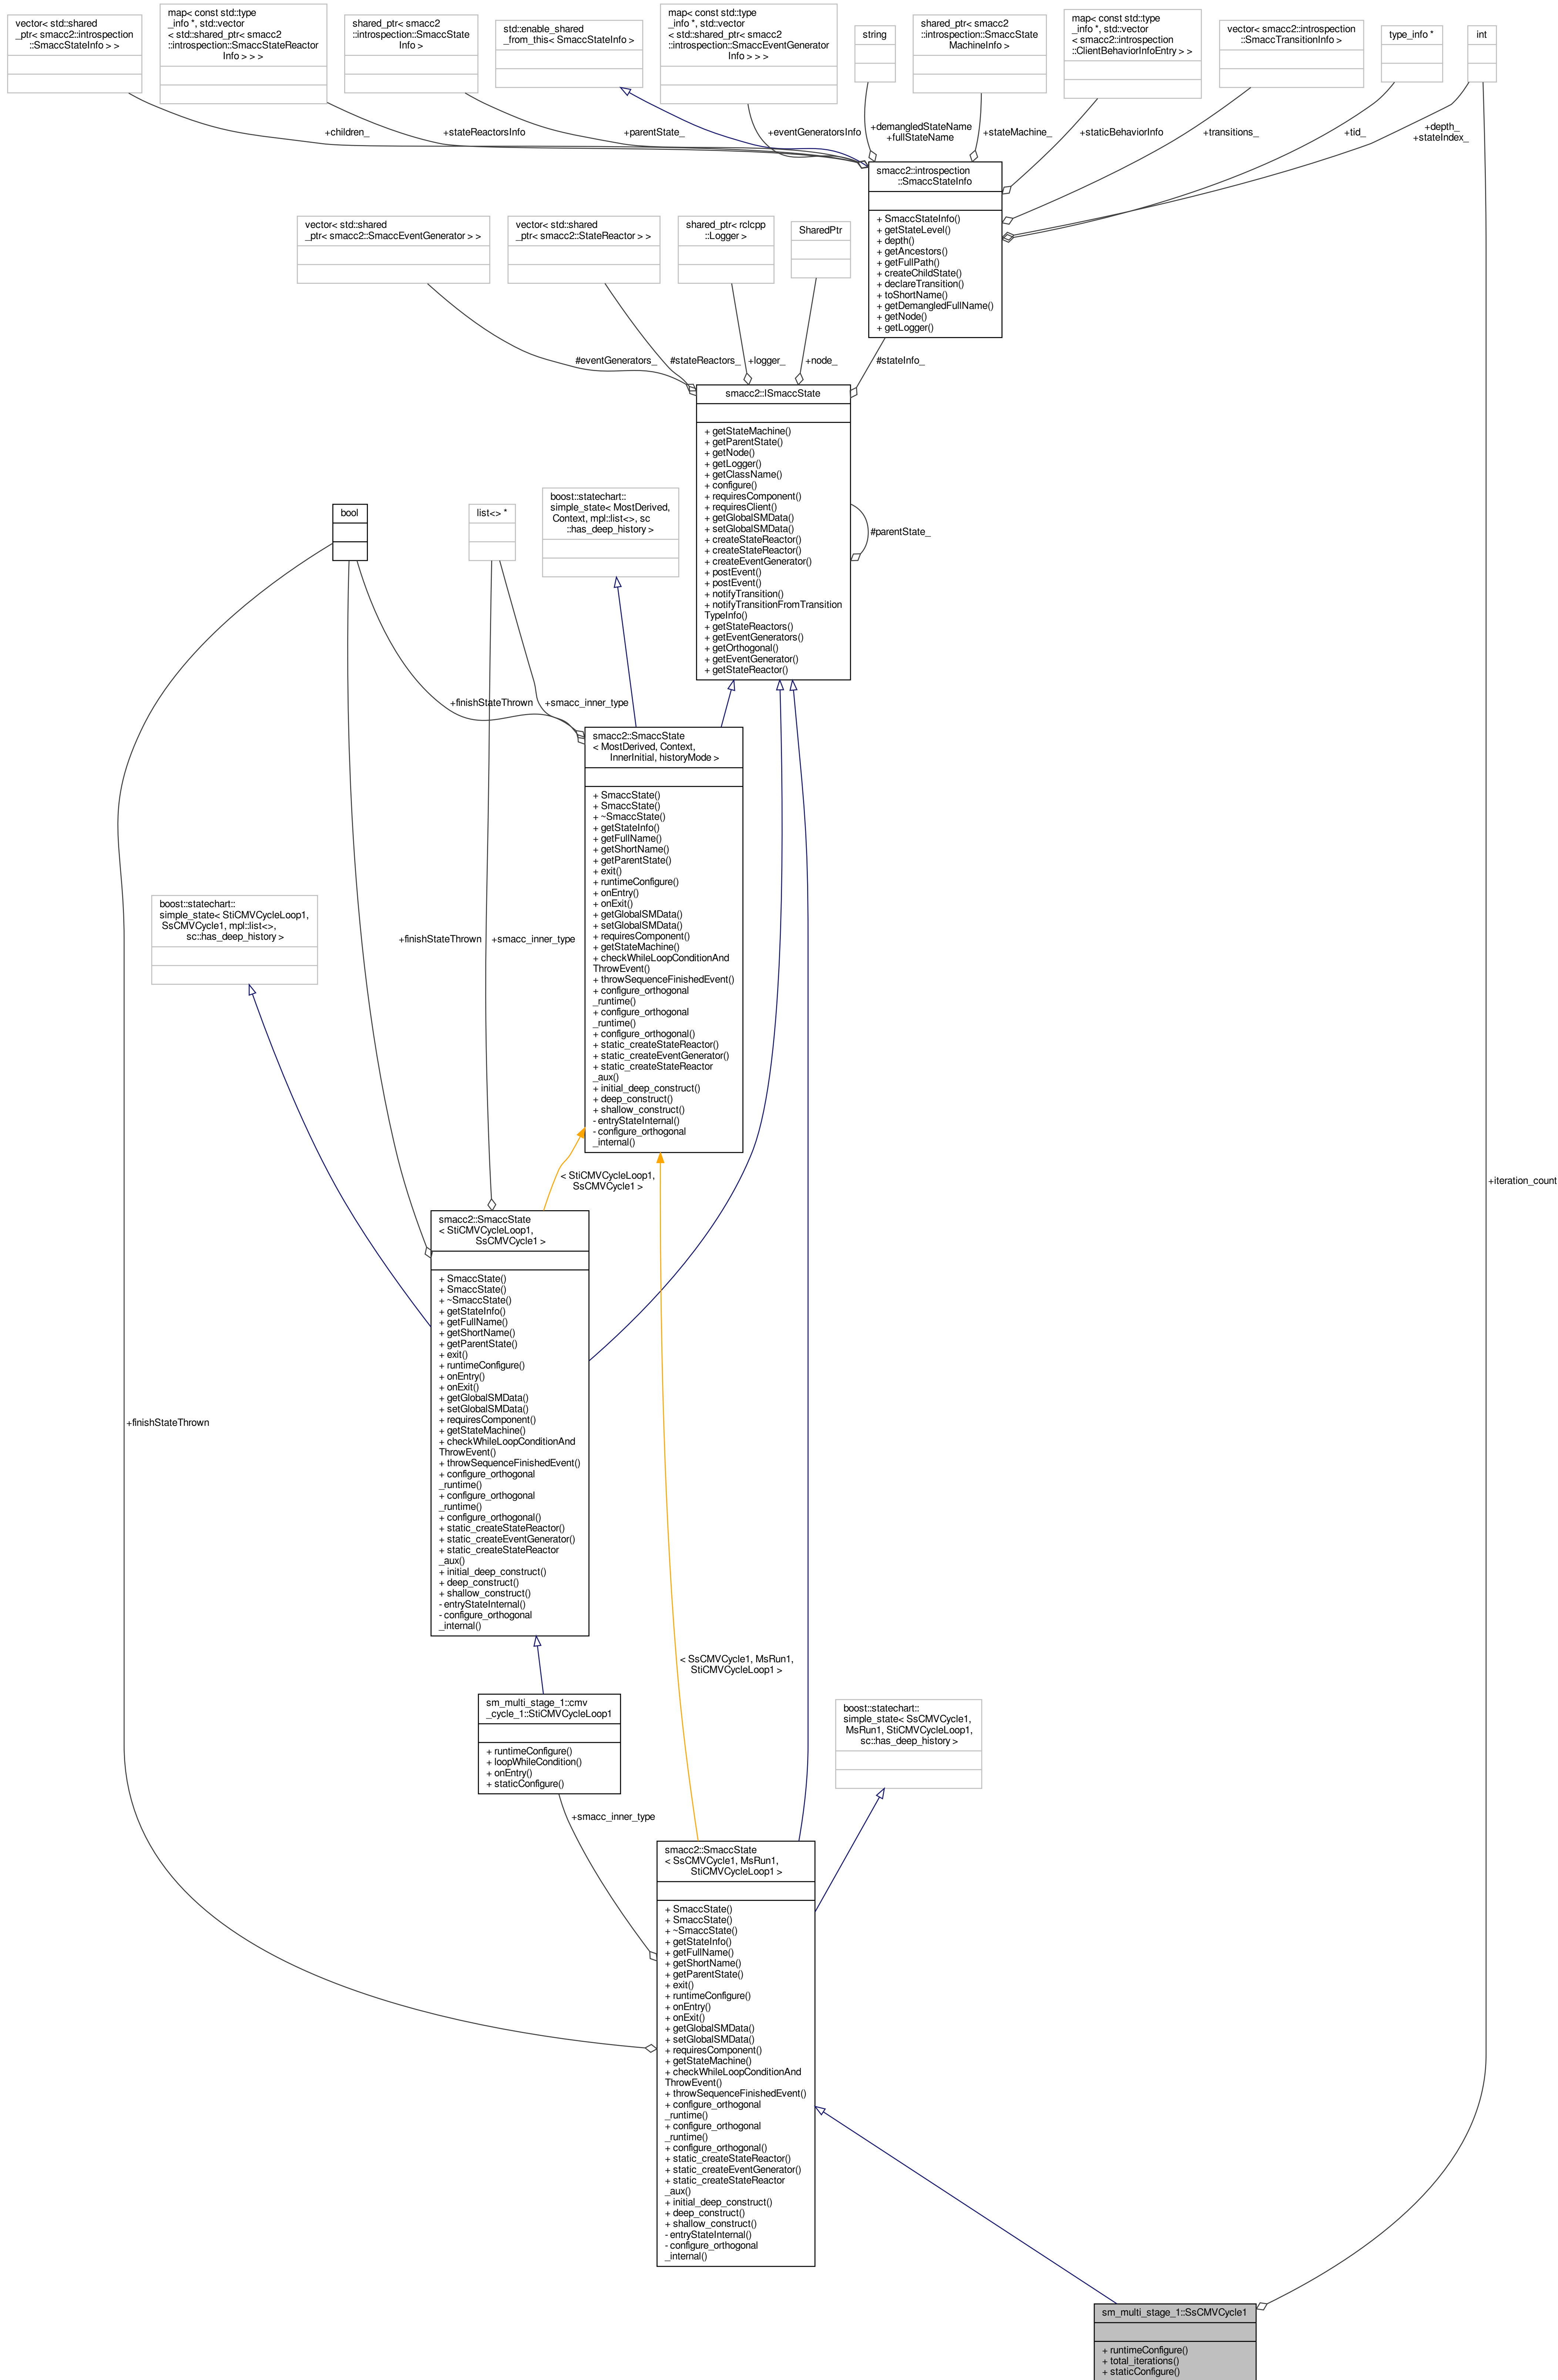 vector< std::shared
_ptr< smacc2::introspection
::SmaccStateInfo > >
map< const std::type
_info *, std::vector
< std::shared_ptr< smacc2
::introspection::SmaccStateReactor
Info > > >
shared_ptr< smacc2
::introspection::SmaccState
Info >
std::enable_shared
_from_this< SmaccStateInfo >
map< const std::type
_info *, std::vector
< std::shared_ptr< smacc2
::introspection::SmaccEventGenerator
Info > > >
string
shared_ptr< smacc2
::introspection::SmaccState
MachineInfo >
map< const std::type
_info *, std::vector
< smacc2::introspection
::ClientBehaviorInfoEntry > >
vector< smacc2::introspection
::SmaccTransitionInfo >
type_info *
int
+children_
+stateReactorsInfo
+parentState_
+eventGeneratorsInfo
+demangledStateName
+fullStateName
+stateMachine_
+staticBehaviorInfo
+transitions_
+tid_
+depth_
+stateIndex_
smacc2::introspection
::SmaccStateInfo
+ SmaccStateInfo()
+ getStateLevel()
+ depth()
+ getAncestors()
+ getFullPath()
+ createChildState()
+ declareTransition()
+ toShortName()
+ getDemangledFullName()
+ getNode()
+ getLogger()
vector< std::shared
_ptr< smacc2::SmaccEventGenerator > >
vector< std::shared
_ptr< smacc2::StateReactor > >
shared_ptr< rclcpp
::Logger >
SharedPtr
#eventGenerators_
#stateReactors_
+logger_
+node_
#stateInfo_
smacc2::ISmaccState
+ getStateMachine()
+ getParentState()
+ getNode()
+ getLogger()
+ getClassName()
+ configure()
+ requiresComponent()
+ requiresClient()
+ getGlobalSMData()
+ setGlobalSMData()
+ createStateReactor()
+ createStateReactor()
+ createEventGenerator()
+ postEvent()
+ postEvent()
+ notifyTransition()
+ notifyTransitionFromTransition
TypeInfo()
+ getStateReactors()
+ getEventGenerators()
+ getOrthogonal()
+ getEventGenerator()
+ getStateReactor()
#parentState_
bool
list<> *
boost::statechart::
simple_state< MostDerived,
Context, mpl::list<>, sc
::has_deep_history >
+finishStateThrown
+smacc_inner_type
smacc2::SmaccState
< MostDerived, Context,
InnerInitial, historyMode >
+ SmaccState()
+ SmaccState()
+ ~SmaccState()
+ getStateInfo()
+ getFullName()
+ getShortName()
+ getParentState()
+ exit()
+ runtimeConfigure()
+ onEntry()
+ onExit()
+ getGlobalSMData()
+ setGlobalSMData()
+ requiresComponent()
+ getStateMachine()
+ checkWhileLoopConditionAnd
ThrowEvent()
+ throwSequenceFinishedEvent()
+ configure_orthogonal
_runtime()
+ configure_orthogonal
_runtime()
+ configure_orthogonal()
+ static_createStateReactor()
+ static_createEventGenerator()
+ static_createStateReactor
_aux()
+ initial_deep_construct()
+ deep_construct()
+ shallow_construct()
- entryStateInternal()
- configure_orthogonal
_internal()
boost::statechart::
simple_state< StiCMVCycleLoop1,
SsCMVCycle1, mpl::list<>,
sc::has_deep_history >
+finishStateThrown
+smacc_inner_type
< StiCMVCycleLoop1,
SsCMVCycle1 >
+iteration_count
smacc2::SmaccState
< StiCMVCycleLoop1,
SsCMVCycle1 >
+ SmaccState()
+ SmaccState()
+ ~SmaccState()
+ getStateInfo()
+ getFullName()
+ getShortName()
+ getParentState()
+ exit()
+ runtimeConfigure()
+ onEntry()
+ onExit()
+ getGlobalSMData()
+ setGlobalSMData()
+ requiresComponent()
+ getStateMachine()
+ checkWhileLoopConditionAnd
ThrowEvent()
+ throwSequenceFinishedEvent()
+ configure_orthogonal
_runtime()
+ configure_orthogonal
_runtime()
+ configure_orthogonal()
+ static_createStateReactor()
+ static_createEventGenerator()
+ static_createStateReactor
_aux()
+ initial_deep_construct()
+ deep_construct()
+ shallow_construct()
- entryStateInternal()
- configure_orthogonal
_internal()
+finishStateThrown
< SsCMVCycle1, MsRun1,
StiCMVCycleLoop1 >
sm_multi_stage_1::cmv
_cycle_1::StiCMVCycleLoop1
+ runtimeConfigure()
+ loopWhileCondition()
+ onEntry()
+ staticConfigure()
boost::statechart::
simple_state< SsCMVCycle1,
MsRun1, StiCMVCycleLoop1,
sc::has_deep_history >
+smacc_inner_type
smacc2::SmaccState
< SsCMVCycle1, MsRun1,
StiCMVCycleLoop1 >
+ SmaccState()
+ SmaccState()
+ ~SmaccState()
+ getStateInfo()
+ getFullName()
+ getShortName()
+ getParentState()
+ exit()
+ runtimeConfigure()
+ onEntry()
+ onExit()
+ getGlobalSMData()
+ setGlobalSMData()
+ requiresComponent()
+ getStateMachine()
+ checkWhileLoopConditionAnd
ThrowEvent()
+ throwSequenceFinishedEvent()
+ configure_orthogonal
_runtime()
+ configure_orthogonal
_runtime()
+ configure_orthogonal()
+ static_createStateReactor()
+ static_createEventGenerator()
+ static_createStateReactor
_aux()
+ initial_deep_construct()
+ deep_construct()
+ shallow_construct()
- entryStateInternal()
- configure_orthogonal
_internal()
sm_multi_stage_1::SsCMVCycle1
+ runtimeConfigure()
+ total_iterations()
+ staticConfigure()